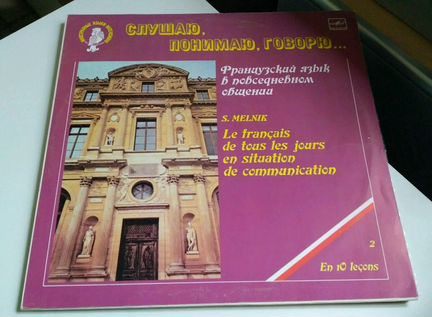 СЛУШАЮ,
ПОНИМАЮ, ГОВОРЮ...
Французский язык
в повседневном
общении
S. MELNIK
Le français
de tous les jours
en situation
de communication
2
En 10 leçons